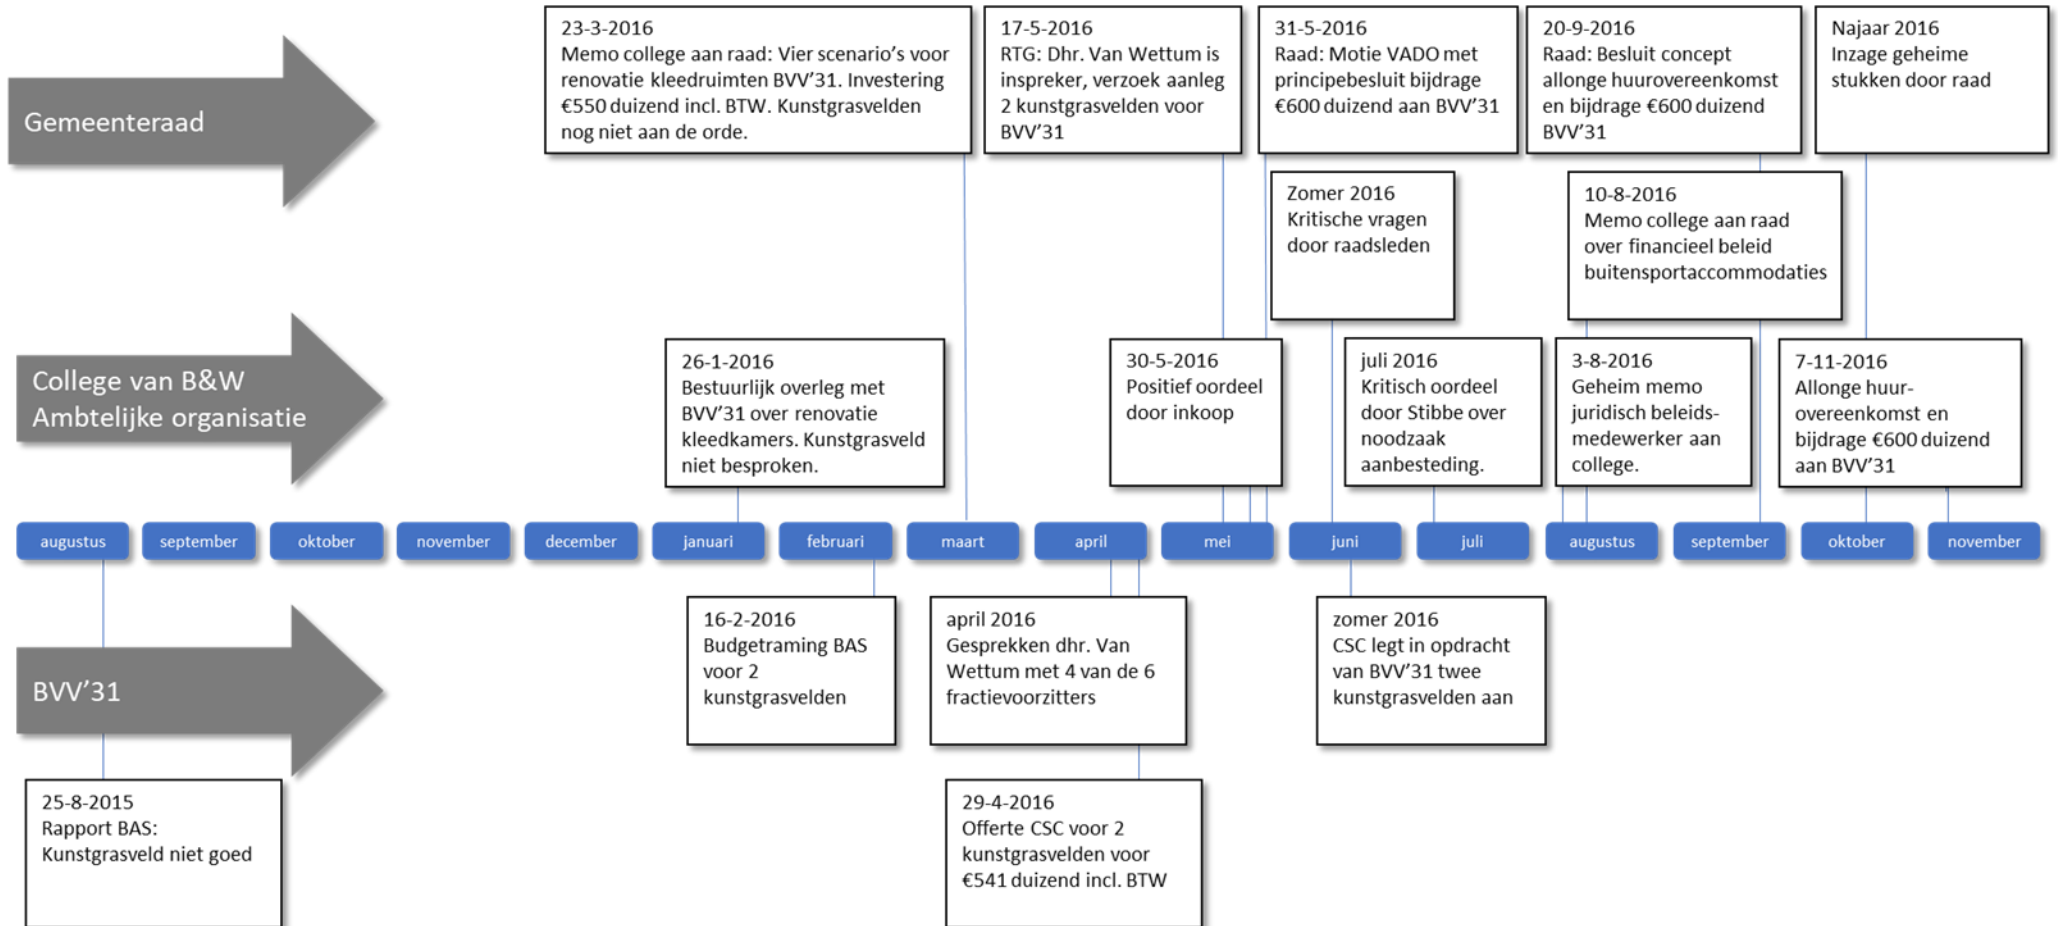 Gemeenteraad
23-3-2016
Memo college aan raad: Vier scenario’s voor
renovatie kleedruimten BVV’31. Investering
€550 duizend incl. BTW. Kunstgrasvelden
nog niet aan de orde.
17-5-2016
RTG: Dhr. Van Wettum is
inspreker, verzoek aanleg
2 kunstgrasvelden voor
BVV’31
31-5-2016
Raad: Motie VADO met
principebesluit bijdrage
€600 duizend aan BVV’31
20-9-2016
Raad: Besluit concept
allonge huurovereenkomst
en bijdrage €600 duizend
BVV’31
Najaar 2016
Inzage geheime
stukken door raad
Zomer 2016
Kritische vragen
door raadsleden
10-8-2016
Memo college aan raad
over financieel beleid
buitensportaccommodaties
College van B&W
Ambtelijke organisatie
26-1-2016
Bestuurlijk overleg met
BVV’31 over renovatie
kleedkamers. Kunstgrasveld
niet besproken.
30-5-2016
Positief oordeel
door inkoop
juli 2016
Kritisch oordeel
door Stibbe over
noodzaak
aanbesteding.
3-8-2016
Geheim memo
juridisch beleids-
medewerker aan
college.
7-11-2016
Allonge huur-
overeenkomst en
bijdrage €600 duizend
aan BVV’31
augustus
september
oktober
november
december
januari
februari
maart
april
mei
juni
juli
augustus
september
oktober
november
BVV’31
16-2-2016
Budgetraming BAS
voor 2
kunstgrasvelden
april 2016
Gesprekken dhr. Van
Wettum met 4 van de 6
fractievoorzitters
zomer 2016
CSC legt in opdracht
van BVV’31 twee
kunstgrasvelden aan
25-8-2015
Rapport BAS:
Kunstgrasveld niet goed
29-4-2016
Offerte CSC voor 2
kunstgrasvelden voor
€541 duizend incl. BTW